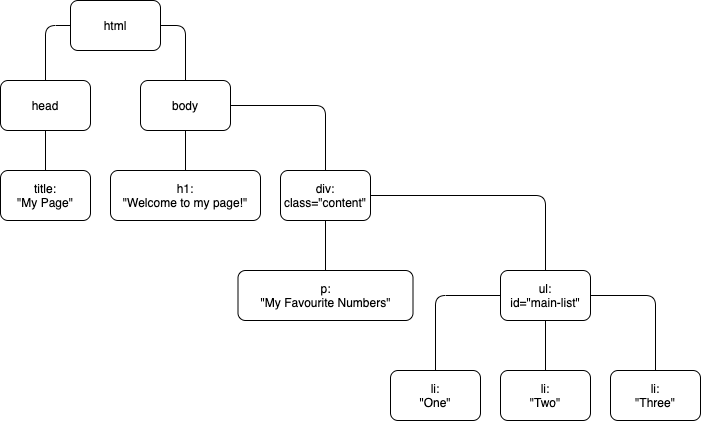 html
head
body
title:
"My Page"
h1:
"Welcome to my page!"
div:
class="content"
p:
"My Favourite Numbers"
ul:
id="main-list"
li:
"One"
li:
"Two"
li:
"Three"